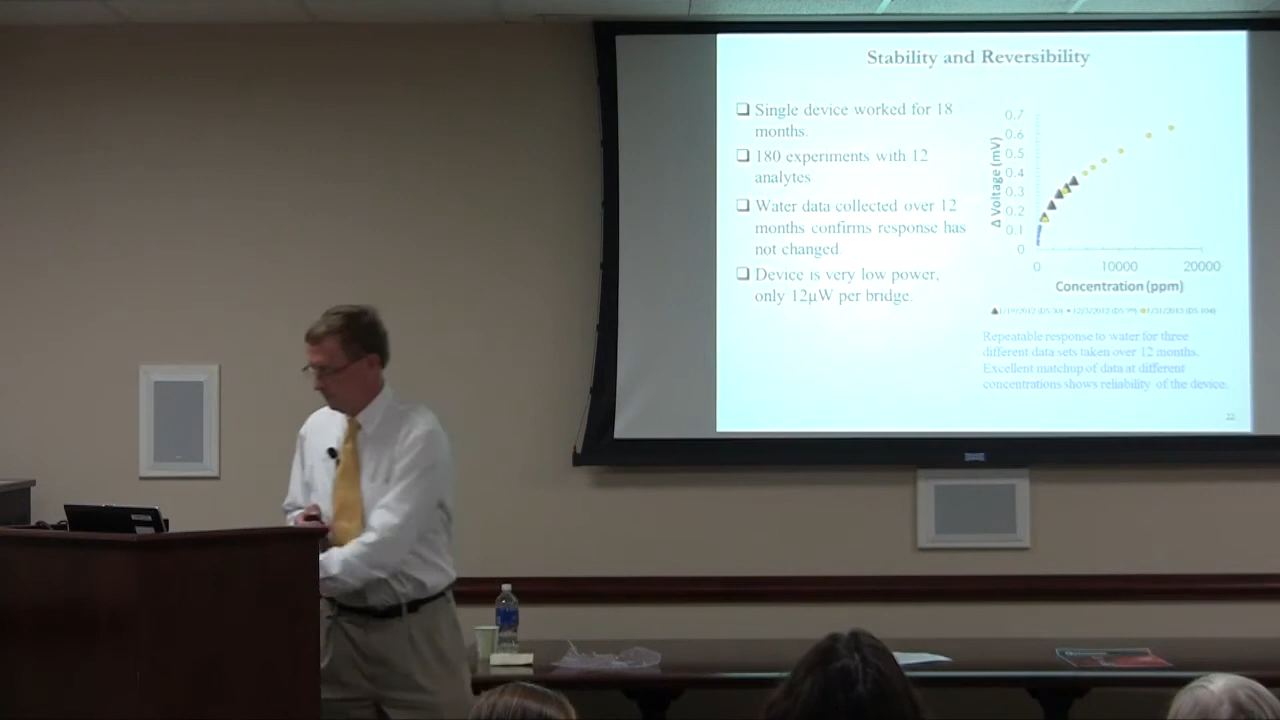 Stability and Reversibility
❑ Single device worked for 18
months.
❑ 180 experiments with 12
analytes
❑ Water data collected over 12
months confirms response has
not changed.
❑ Device is very low power,
only 12µW per bridge.
Δ Voltage (mV)
0.7
0.6
0.5
0.4
0.3
0.2
0.1
0
0 10000 20000
Concentration (ppm)
Repeatable response to water for three
different data sets taken over 12 months.
Excellent matchup of data at different
concentrations shows reliability of the device.
22